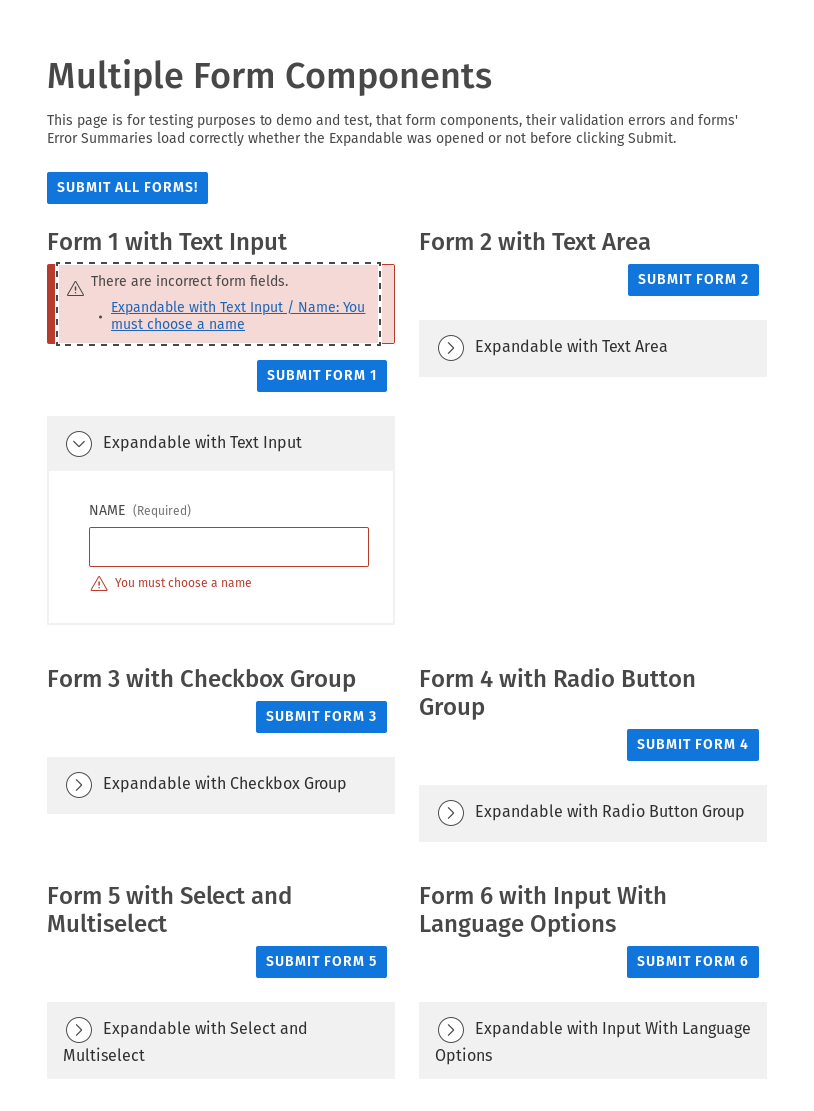 Multiple Form Components
This page is for testing purposes to demo and test, that form components, their validation errors and forms'
Error Summaries load correctly whether the Expandable was opened or not before clicking Submit.
SUBMIT ALL FORMS!
Form 1 with Text Input
There are incorrect form fields.
• Expandable with Text Input / Name: You
must choose a name
SUBMIT FORM 1
Expandable with Text Input
NAME (Required)
You must choose a name
Form 2 with Text Area
SUBMIT FORM 2
Expandable with Text Area
Form 3 with Checkbox Group
SUBMIT FORM 3
Expandable with Checkbox Group
Form 4 with Radio Button
Group
SUBMIT FORM 4
Expandable with Radio Button Group
Form 5 with Select and
Multiselect
SUBMIT FORM 5
Expandable with Select and
Multiselect
Form 6 with Input With
Language Options
SUBMIT FORM 6
Expandable with Input With Language
Options